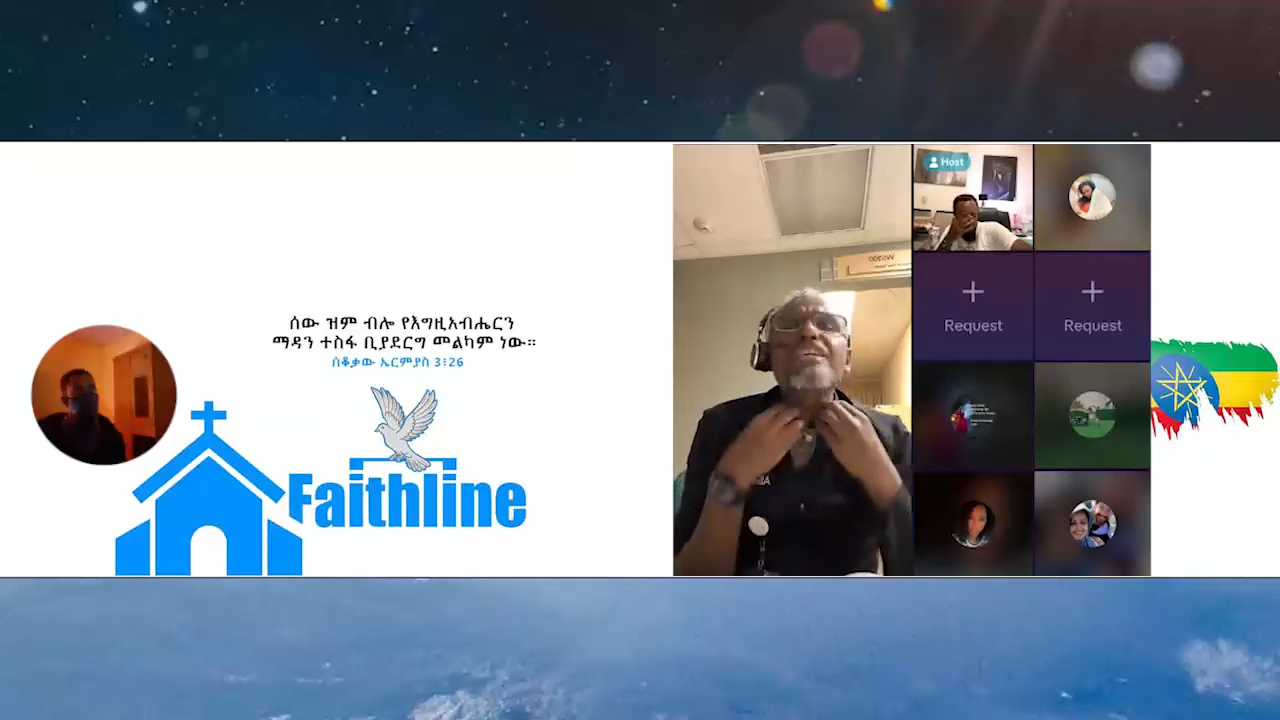 ሰው ዝም ብሎ የእግዚአብሔርን
ማዳን ተስፋ ቢያደርግ መልካም ነው።
ሰቆቃው ኤርምያስ 3፥26
Faithline
Host
Request
Request